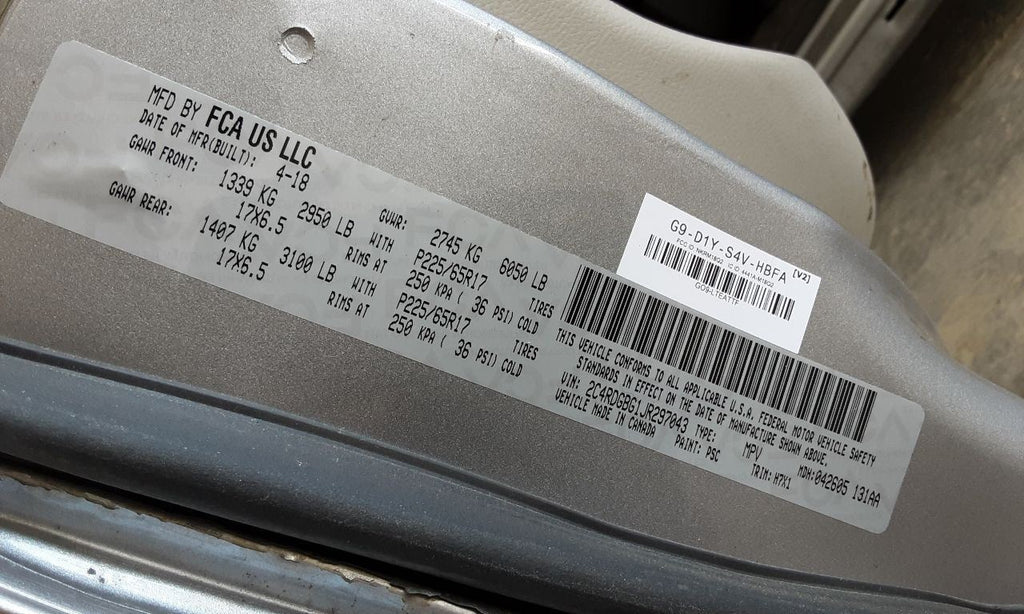 MFD BY FCA US LLC
DATE OF MFR(BUILT): 4-18
GVWR: 2745 KG 6050 LB
GAWR FRONT: 1339 KG 2950 LB WITH P225/65R17 TIRES
17X6.5 RIMS AT 250 KPA ( 36 PSI) COLD
GAWR REAR: 1407 KG 3100 LB WITH P225/65R17 TIRES
17X6.5 RIMS AT 250 KPA ( 36 PSI) COLD
THIS VEHICLE CONFORMS TO ALL APPLICABLE U.S.A. FEDERAL MOTOR VEHICLE SAFETY
STANDARDS IN EFFECT ON THE DATE OF MANUFACTURE SHOWN ABOVE.
VIN: 2C4RDGBG1JR297043 TYPE: MPV MDH:042605 131AA
VEHICLE MADE IN CANADA PAINT: PSC TRIM: H7X1
G9-D1Y-S4V-HBFA [V2]
FCC ID
GO9-LTEATTF